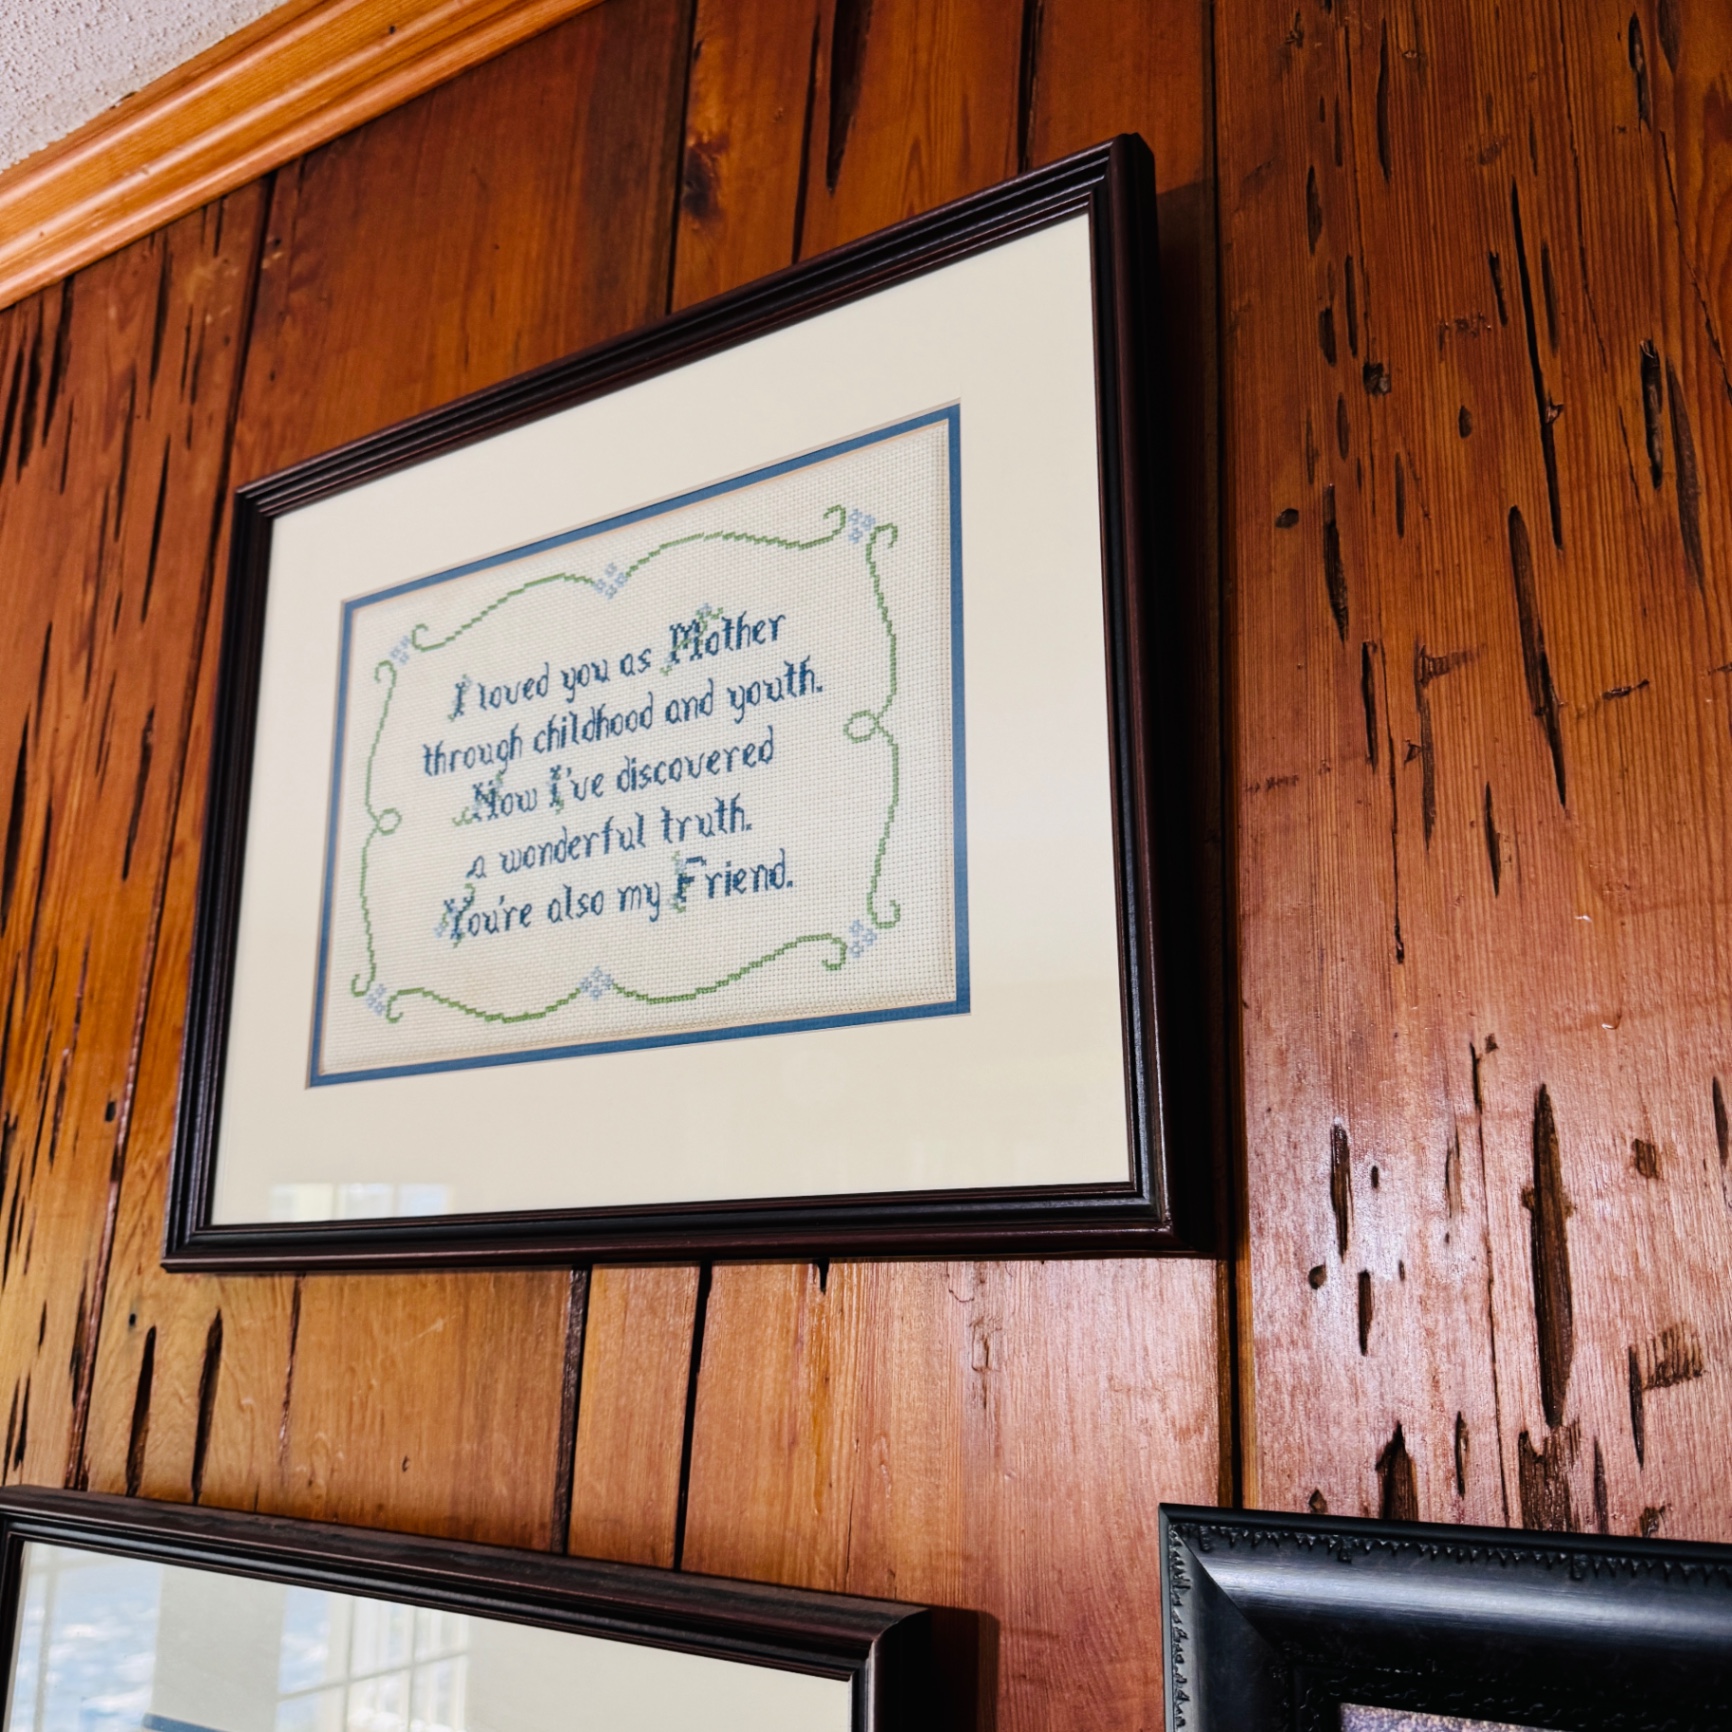 I loved you as Mother
through childhood and youth.
Now I've discovered
a wonderful truth.
You're also my Friend.